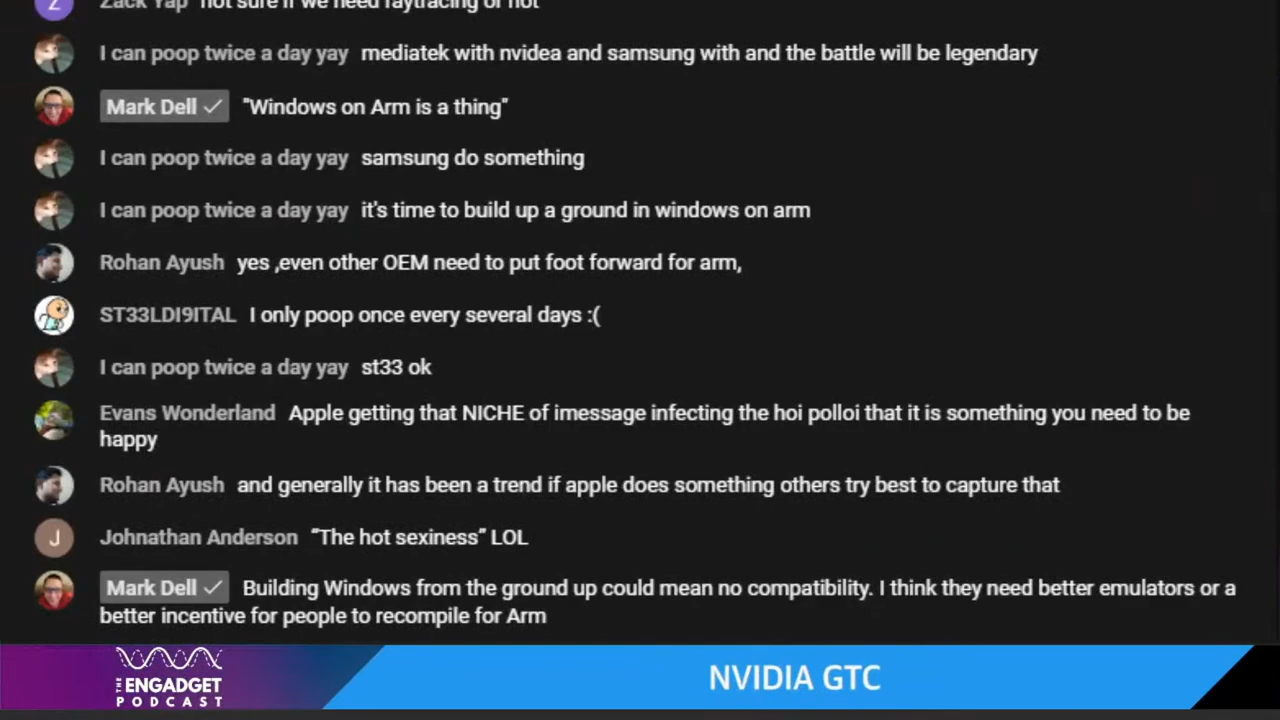 Z Zack Yap not sure if we need raytracing or not
I can poop twice a day yay mediatek with nvidea and samsung with and the battle will be legendary
Mark Dell ✓ "Windows on Arm is a thing"
I can poop twice a day yay samsung do something
I can poop twice a day yay it's time to build up a ground in windows on arm
Rohan Ayush yes ,even other OEM need to put foot forward for arm,
ST33LDI9ITAL I only poop once every several days :(
I can poop twice a day yay st33 ok
Evans Wonderland Apple getting that NICHE of imessage infecting the hoi polloi that it is something you need to be
happy
Rohan Ayush and generally it has been a trend if apple does something others try best to capture that
J Johnathan Anderson “The hot sexiness” LOL
Mark Dell ✓ Building Windows from the ground up could mean no compatibility. I think they need better emulators or a
better incentive for people to recompile for Arm
THE ENGADGET
PODCAST
NVIDIA GTC